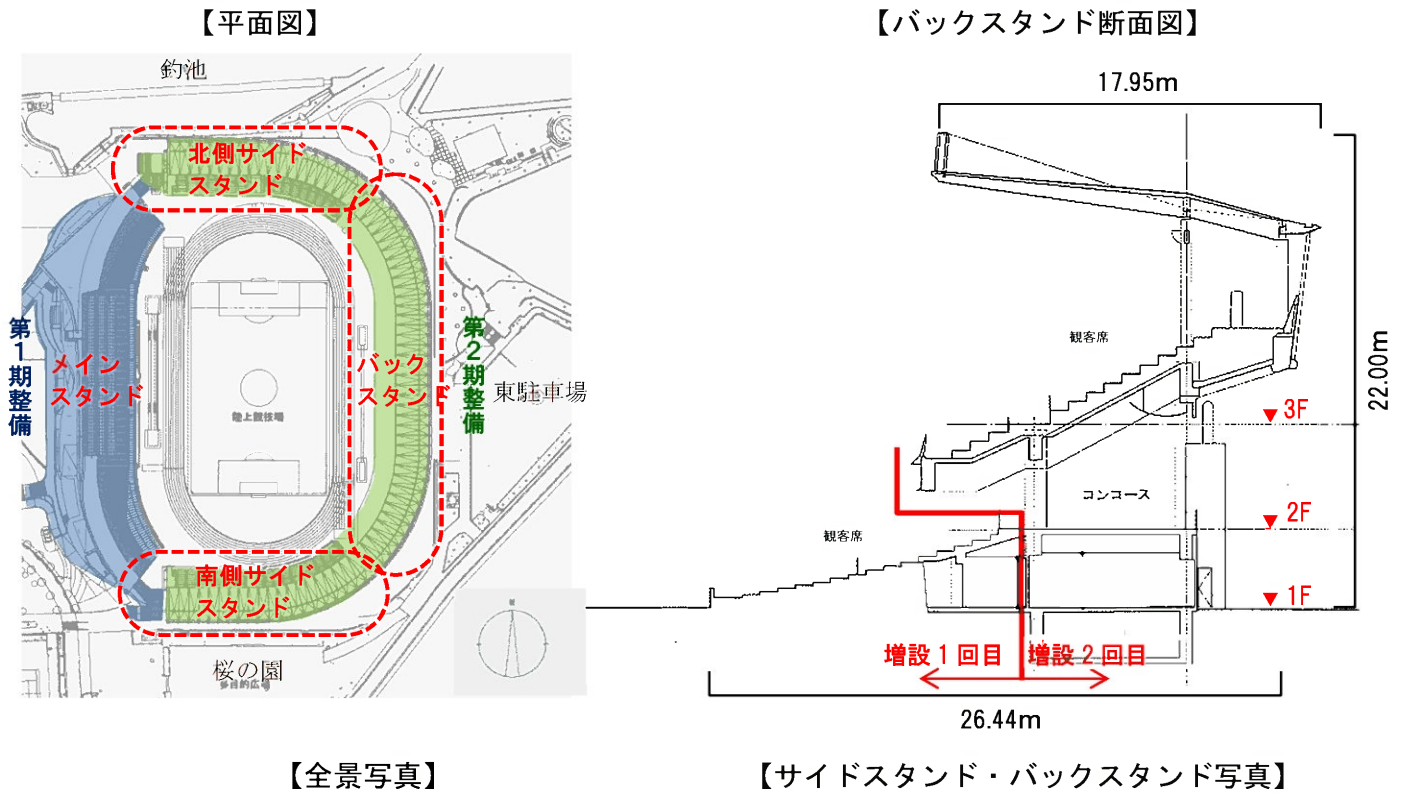 【平面図】
【バックスタンド断面図】
釣池
北側サイド
スタンド
第1期整備
メイン
スタンド
バック
スタンド
第2期整備
東駐車場
陸上競技場
南側サイド
スタンド
桜の園
多目的広場
17.95m
22.00m
観客席
3F
コンコース
2F
観客席
1F
増設1回目
増設2回目
26.44m
【全景写真】
【サイドスタンド・バックスタンド写真】